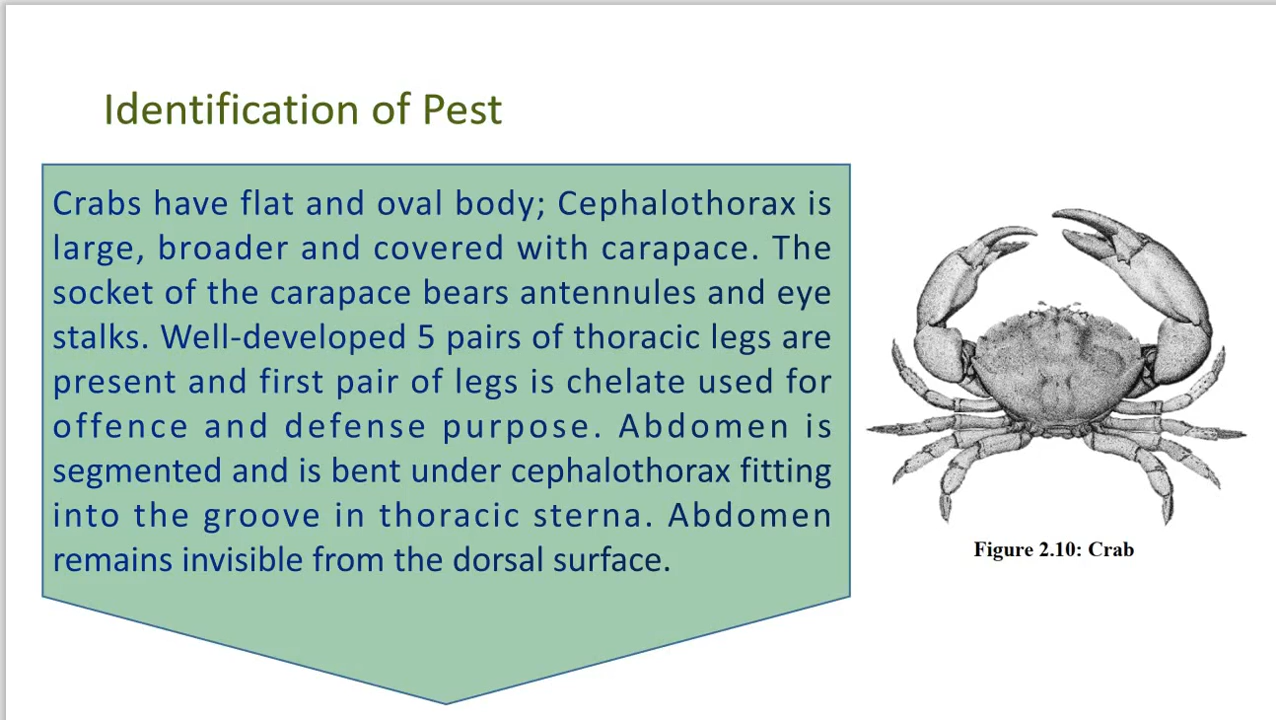 Identification of Pest
Crabs have flat and oval body; Cephalothorax is
large, broader and covered with carapace. The
socket of the carapace bears antennules and eye
stalks. Well-developed 5 pairs of thoracic legs are
present and first pair of legs is chelate used for
offence and defense purpose. Abdomen is
segmented and is bent under cephalothorax fitting
into the groove in thoracic sterna. Abdomen
remains invisible from the dorsal surface.
Figure 2.10: Crab